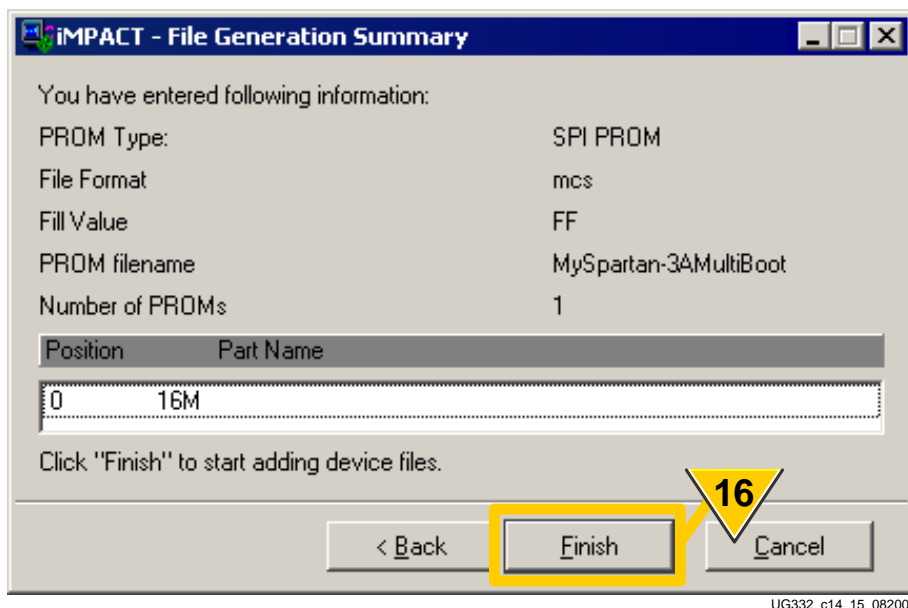 iMPACT - File Generation Summary
You have entered following information:
PROM Type: SPI PROM
File Format mcs
Fill Value FF
PROM filename MySpartan-3AMultiBoot
Number of PROMs 1
Position Part Name
0 16M
Click "Finish" to start adding device files.
16
< Back Finish Cancel
UG332_c14_15_08200